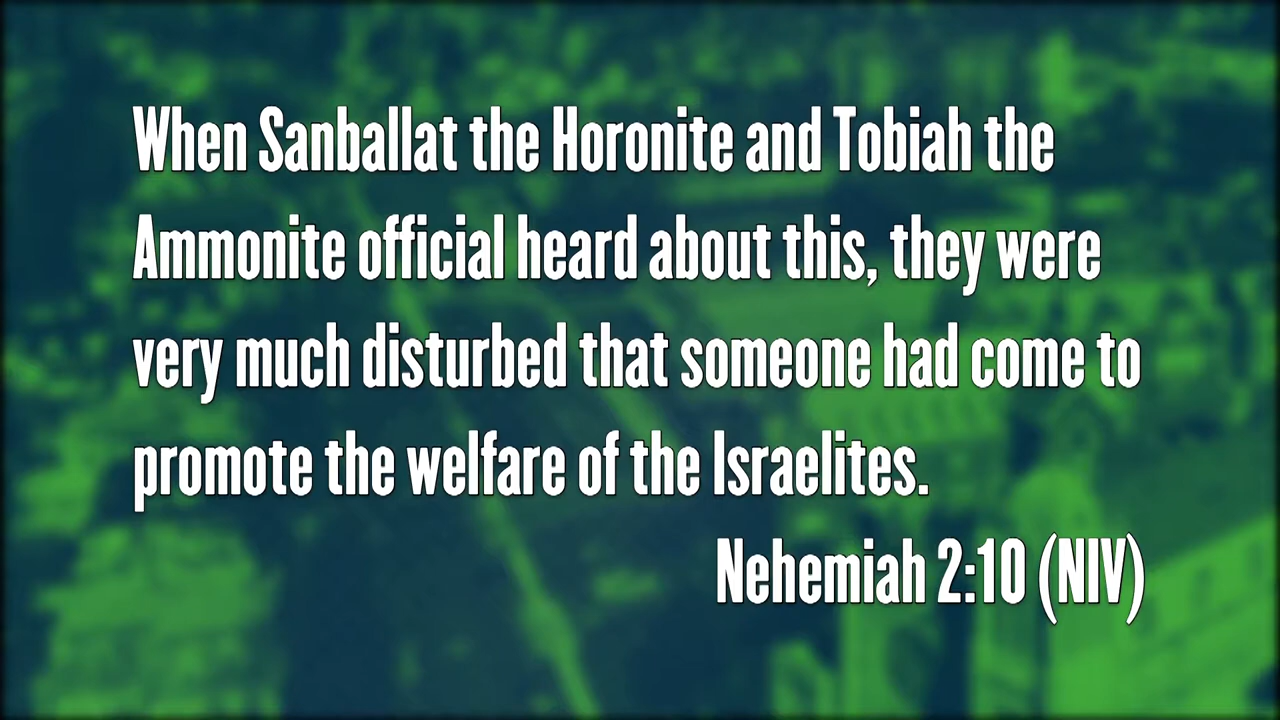 When Sanballat the Horonite and Tobiah the
Ammonite official heard about this, they were
very much disturbed that someone had come to
promote the welfare of the Israelites.
Nehemiah 2:10 (NIV)